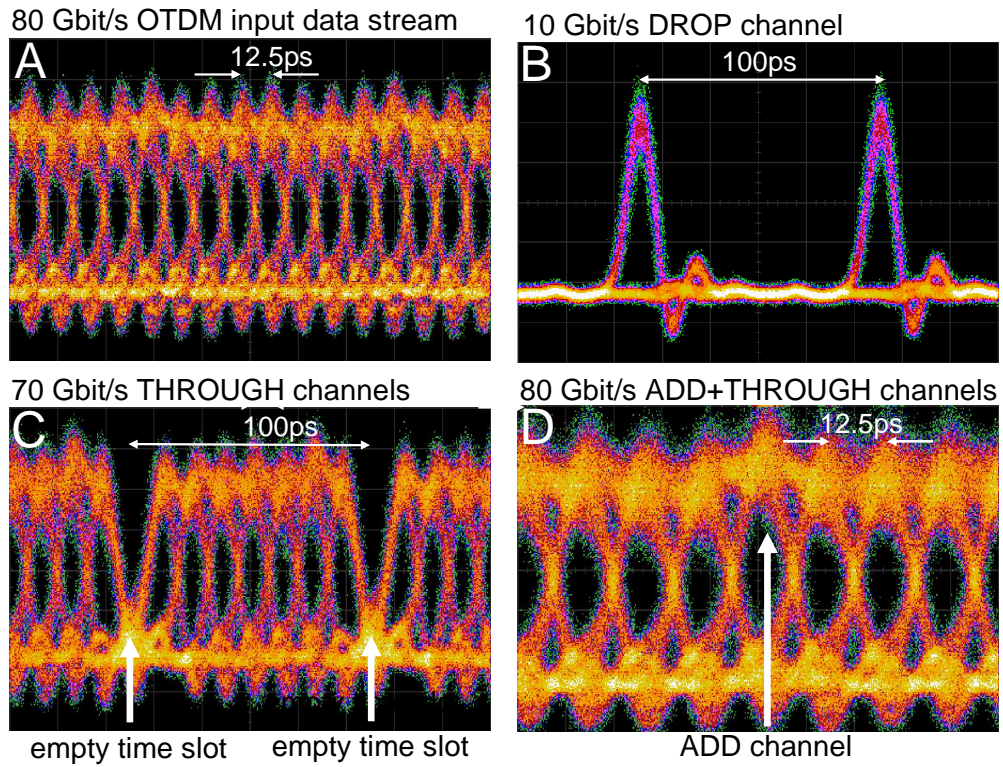 80 Gbit/s OTDM input data stream
A
12.5ps
10 Gbit/s DROP channel
B
100ps
70 Gbit/s THROUGH channels
C
100ps
empty time slot
empty time slot
80 Gbit/s ADD+THROUGH channels
D
12.5ps
ADD channel